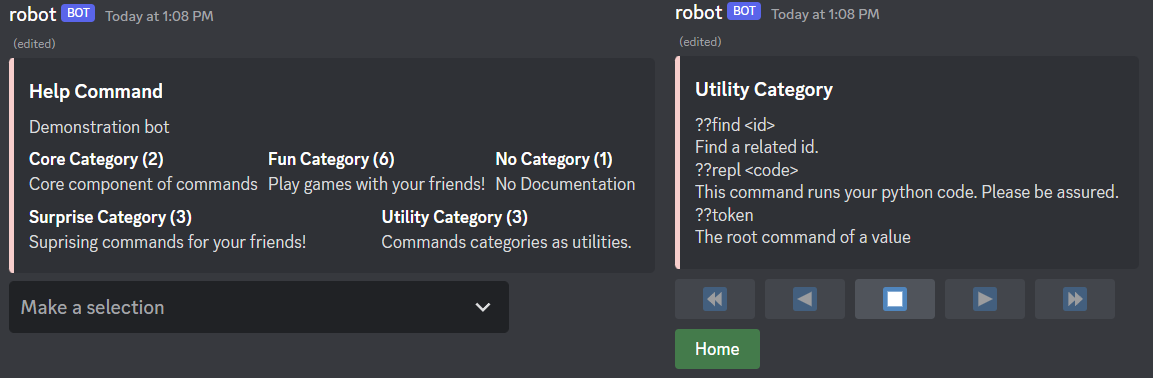 robot BOT Today at 1:08 PM
(edited)
Help Command
Demonstration bot
Core Category (2) Fun Category (6) No Category (1)
Core component of commands Play games with your friends! No Documentation
Surprise Category (3) Utility Category (3)
Suprising commands for your friends! Commands categories as utilities.
Make a selection
robot BOT Today at 1:08 PM
(edited)
Utility Category
??find <id>
Find a related id.
??repl <code>
This command runs your python code. Please be assured.
??token
The root command of a value
Home